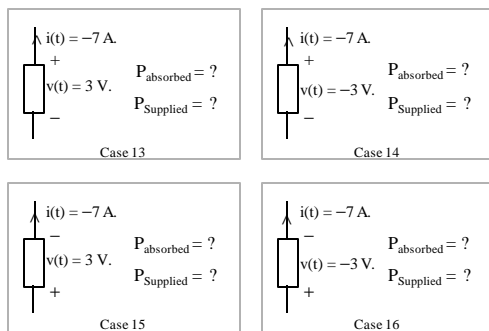 i(t) = −7 A.
+
v(t) = 3 V.
−
P_absorbed = ?
P_Supplied = ?
Case 13
i(t) = −7 A.
+
v(t) = −3 V.
−
P_absorbed = ?
P_Supplied = ?
Case 14
i(t) = −7 A.
−
v(t) = 3 V.
+
P_absorbed = ?
P_Supplied = ?
Case 15
i(t) = −7 A.
−
v(t) = −3 V.
+
P_absorbed = ?
P_Supplied = ?
Case 16